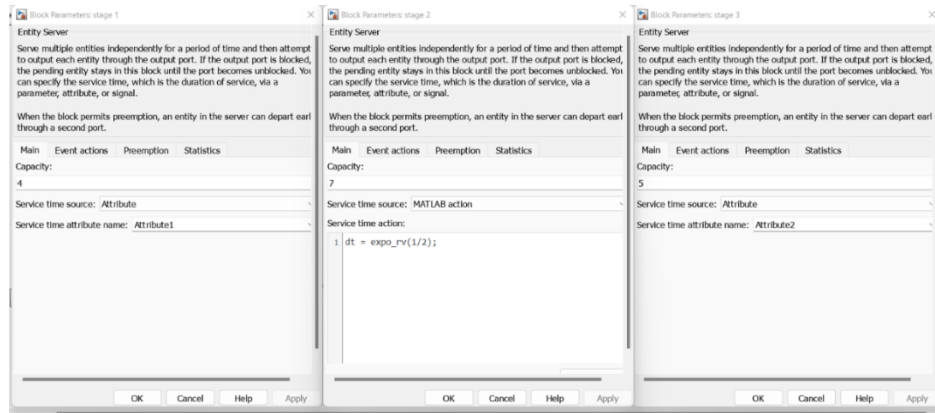 Block Parameters: stage 1
Entity Server
Serve multiple entities independently for a period of time and then attempt
to output each entity through the output port. If the output port is blocked,
the pending entity stays in this block until the port becomes unblocked. You
can specify the service time, which is the duration of service, via a
parameter, attribute, or signal.
When the block permits preemption, an entity in the server can depart earl
through a second port.
Main Event actions Preemption Statistics
Capacity:
4
Service time source: Attribute
Service time attribute name: Attribute1
OK Cancel Help Apply
Block Parameters: stage 2
Entity Server
Serve multiple entities independently for a period of time and then attempt
to output each entity through the output port. If the output port is blocked,
the pending entity stays in this block until the port becomes unblocked. You
can specify the service time, which is the duration of service, via a
parameter, attribute, or signal.
When the block permits preemption, an entity in the server can depart earl
through a second port.
Main Event actions Preemption Statistics
Capacity:
7
Service time source: MATLAB action
Service time action:
1 dt = expo_rv(1/2);
OK Cancel Help Apply
Block Parameters: stage 3
Entity Server
Serve multiple entities independently for a period of time and then attempt
to output each entity through the output port. If the output port is blocked,
the pending entity stays in this block until the port becomes unblocked. You
can specify the service time, which is the duration of service, via a
parameter, attribute, or signal.
When the block permits preemption, an entity in the server can depart earl
through a second port.
Main Event actions Preemption Statistics
Capacity:
5
Service time source: Attribute
Service time attribute name: Attribute2
OK Cancel Help Apply